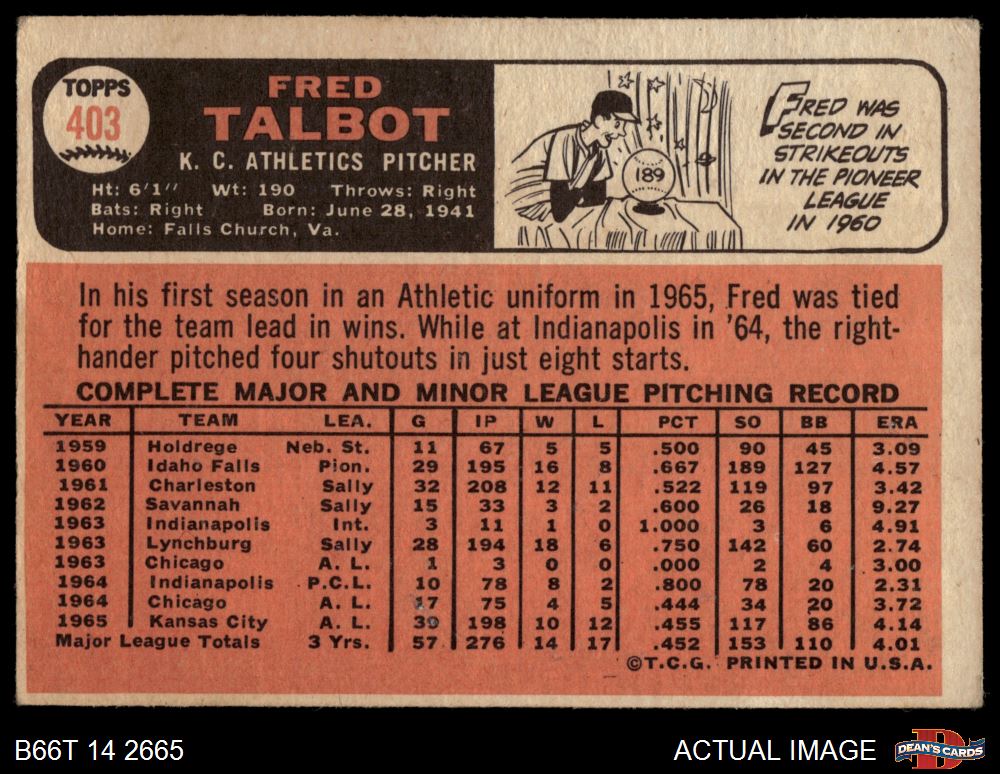 TOPPS
403
FRED
TALBOT
K. C. ATHLETICS PITCHER
Ht: 6'1" Wt: 190 Throws: Right
Bats: Right Born: June 28, 1941
Home: Falls Church, Va.
189
FRED WAS
SECOND IN
STRIKEOUTS
IN THE PIONEER
LEAGUE
IN 1960
In his first season in an Athletic uniform in 1965, Fred was tied
for the team lead in wins. While at Indianapolis in '64, the right-
hander pitched four shutouts in just eight starts.
COMPLETE MAJOR AND MINOR LEAGUE PITCHING RECORD
YEAR TEAM LEA. G IP W L PCT SO BB ERA
1959 Holdrege Neb. St. 11 67 5 5 .500 90 45 3.09
1960 Idaho Falls Pion. 29 195 16 8 .667 189 127 4.57
1961 Charleston Sally 32 208 12 11 .522 119 97 3.42
1962 Savannah Sally 15 33 3 2 .600 26 18 9.27
1963 Indianapolis Int. 3 11 1 0 1.000 3 6 4.91
1963 Lynchburg Sally 28 194 18 6 .750 142 60 2.74
1963 Chicago A. L. 1 3 0 0 .000 2 4 3.00
1964 Indianapolis P.C.L. 10 78 8 2 .800 78 20 2.31
1964 Chicago A. L. 17 75 4 5 .444 34 20 3.72
1965 Kansas City A. L. 39 198 10 12 .455 117 86 4.14
Major League Totals 3 Yrs. 57 276 14 17 .452 153 110 4.01
©T.C.G. PRINTED IN U.S.A.
B66T 14 2665
ACTUAL IMAGE
DEAN'S CARDS